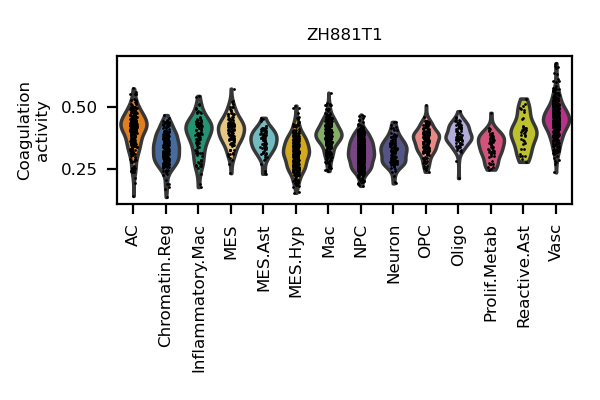 ZH881T1
Coagulation
activity
0.50
0.25
AC
Chromatin.Reg
Inflammatory.Mac
MES
MES.Ast
MES.Hyp
Mac
NPC
Neuron
OPC
Oligo
Prolif.Metab
Reactive.Ast
Vasc